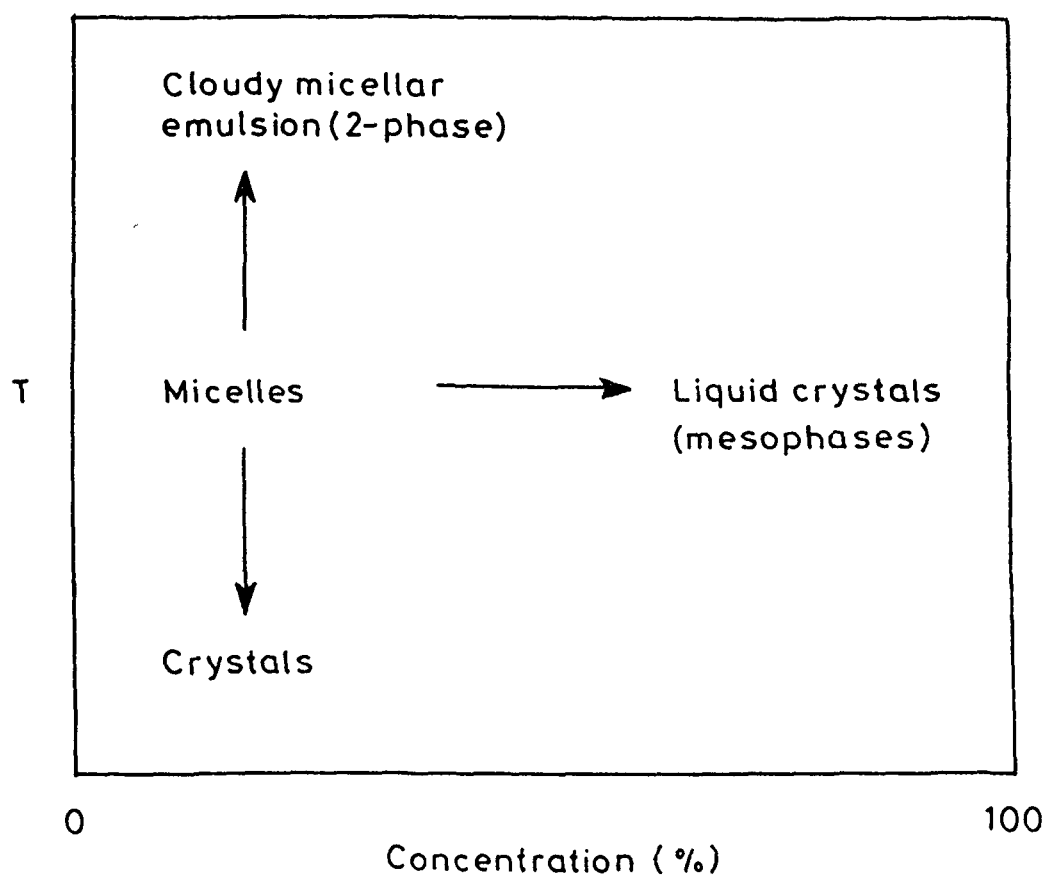 Cloudy micellar
emulsion (2-phase)
T
Micelles
Liquid crystals
(mesophases)
Crystals
0
100
Concentration (%)